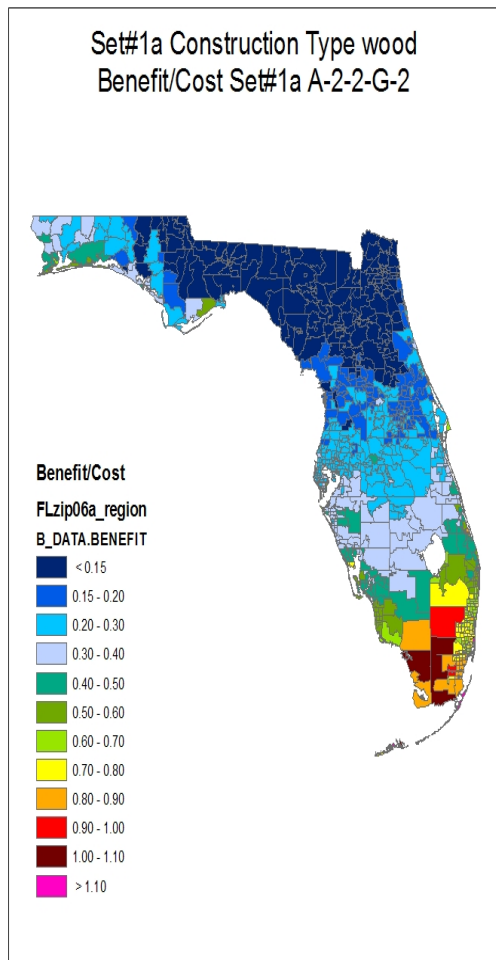 Set#1a Construction Type wood
Benefit/Cost Set#1a A-2-2-G-2
Benefit/Cost
FLzip06a_region
B_DATA.BENEFIT
< 0.15
0.15 - 0.20
0.20 - 0.30
0.30 - 0.40
0.40 - 0.50
0.50 - 0.60
0.60 - 0.70
0.70 - 0.80
0.80 - 0.90
0.90 - 1.00
1.00 - 1.10
> 1.10